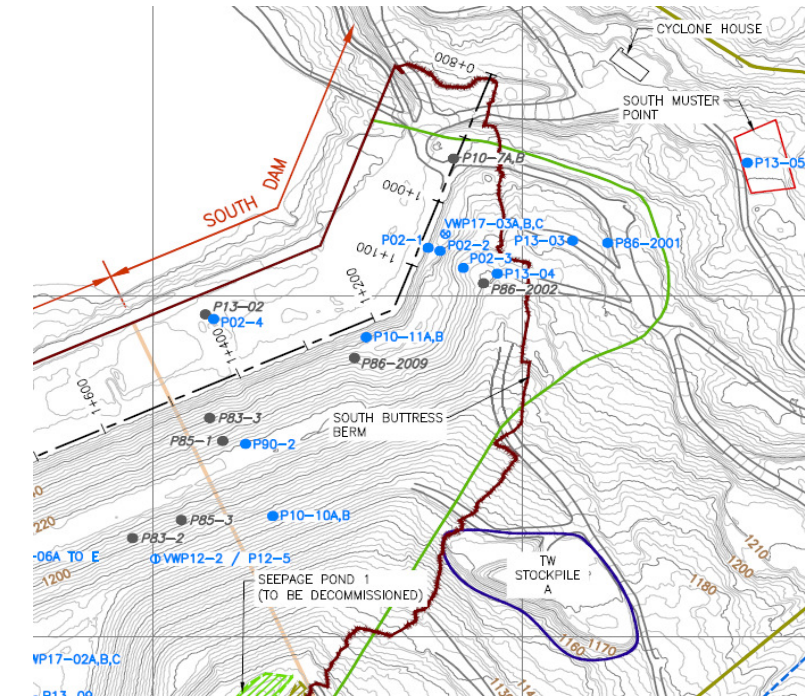 CYCLONE HOUSE
0+800
SOUTH MUSTER
POINT
P10-7A,B
P13-05
1+000
SOUTH DAM
VWP17-03A,B,C
P02-1
P02-2
P13-03
P86-2001
1+100
P02-3
P13-04
P86-2002
1+200
P13-02
P02-4
1+400
P10-11A,B
P86-2009
1+600
P83-3
SOUTH BUTTRESS
BERM
P85-1
P90-2
P85-3
P10-10A,B
P83-2
220
-06A TO E
VWP12-2 / P12-5
1200
SEEPAGE POND 1
(TO BE DECOMMISSIONED)
TW
STOCKPILE
A
1210
1200
1180
1160
1170
WP17-02A,B,C
P13-09
1130